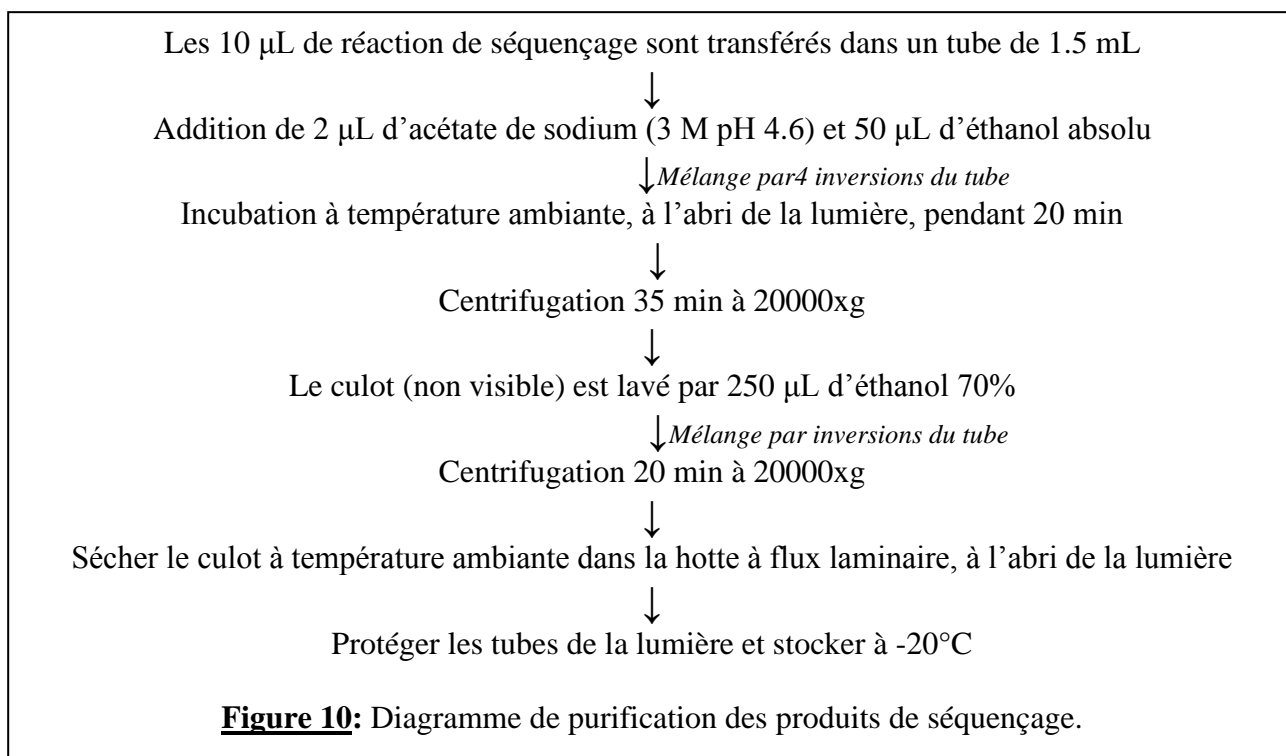 Les 10 μL de réaction de séquençage sont transférés dans un tube de 1.5 mL
↓
Addition de 2 μL d’acétate de sodium (3 M pH 4.6) et 50 μL d’éthanol absolu
↓Mélange par4 inversions du tube
Incubation à température ambiante, à l’abri de la lumière, pendant 20 min
↓
Centrifugation 35 min à 20000xg
↓
Le culot (non visible) est lavé par 250 μL d’éthanol 70%
↓Mélange par inversions du tube
Centrifugation 20 min à 20000xg
↓
Sécher le culot à température ambiante dans la hotte à flux laminaire, à l’abri de la lumière
↓
Protéger les tubes de la lumière et stocker à -20°C
Figure 10: Diagramme de purification des produits de séquençage.